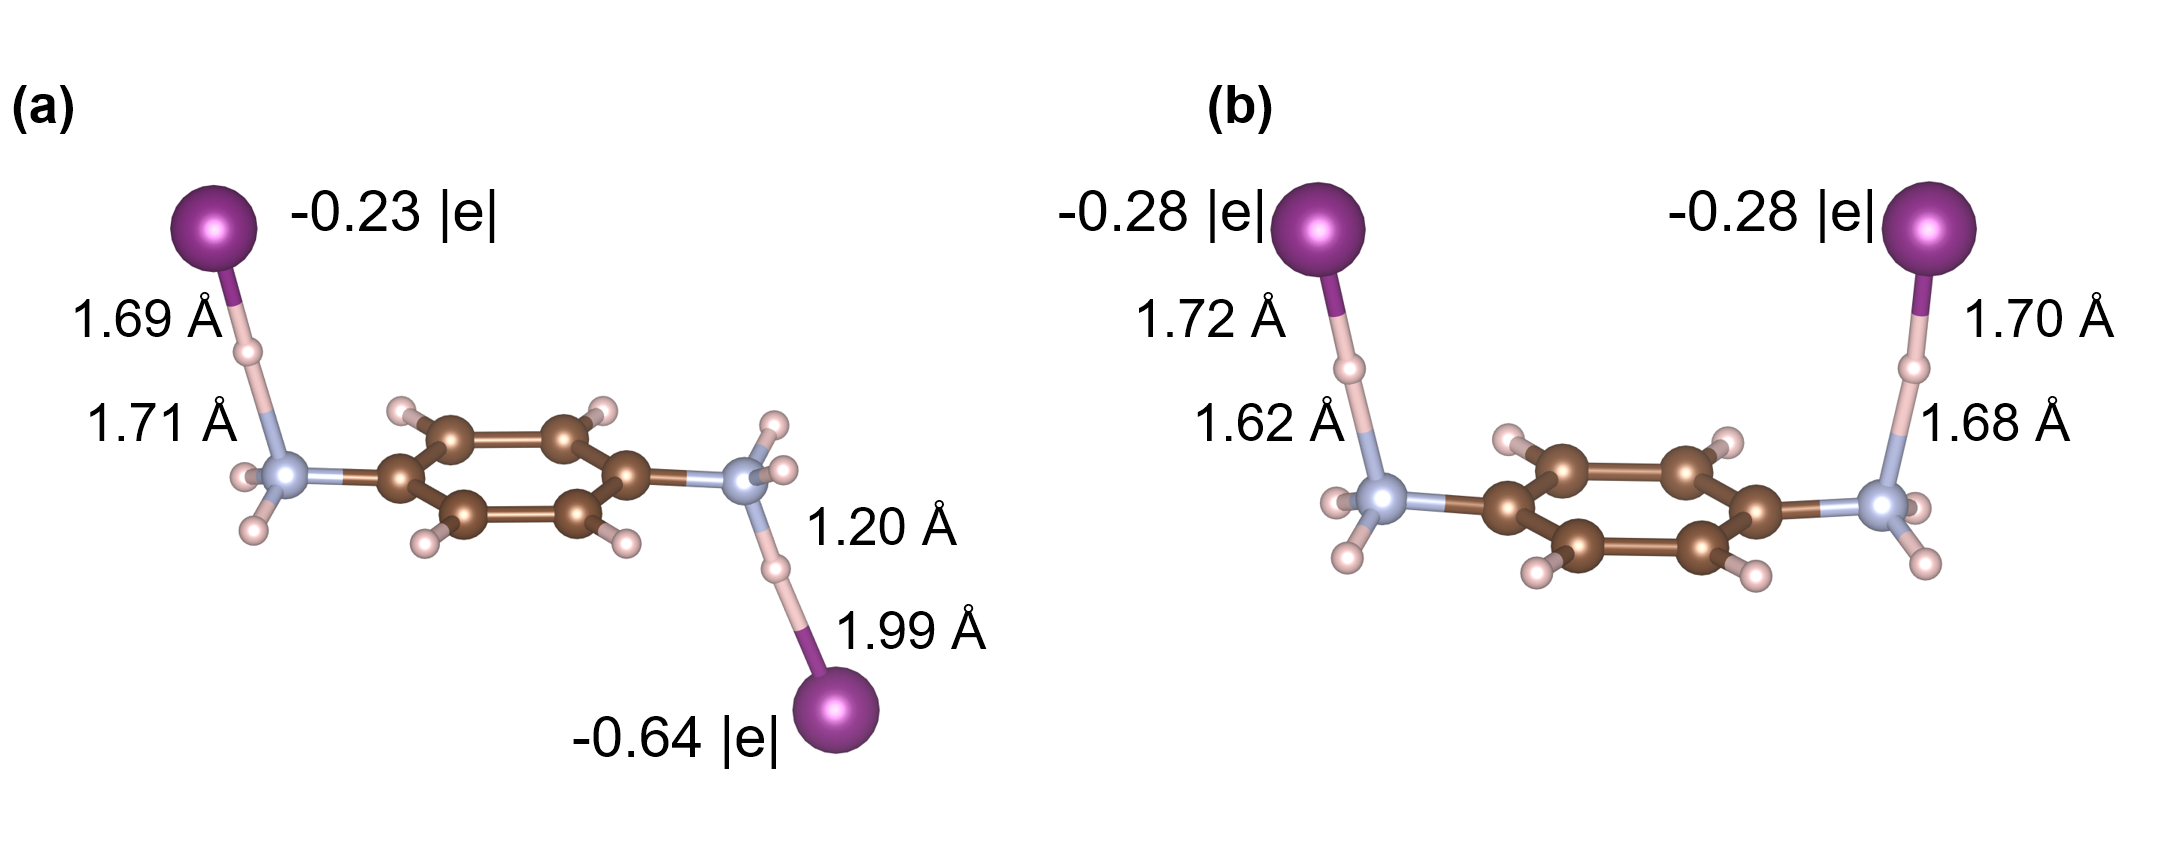 (a)
-0.23 |e|
1.69 Å
1.71 Å
1.20 Å
1.99 Å
-0.64 |e|
(b)
-0.28 |e|
-0.28 |e|
1.72 Å
1.70 Å
1.62 Å
1.68 Å